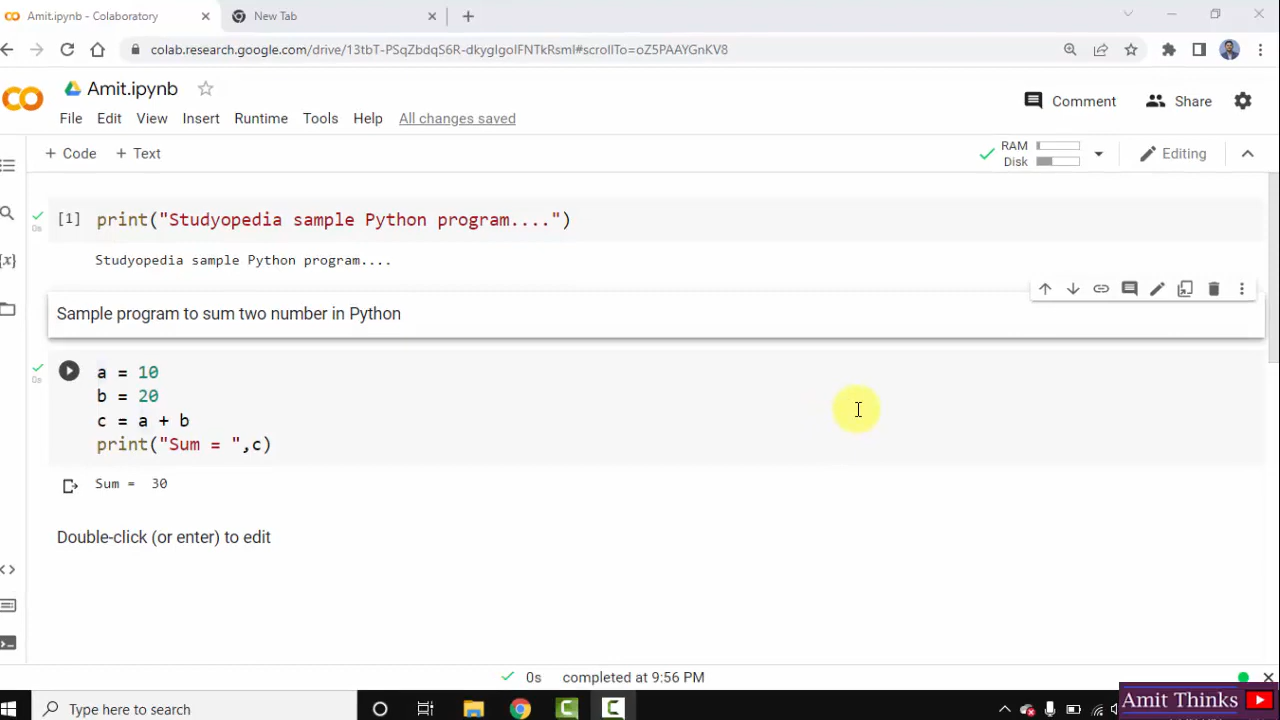 Amit.ipynb - Colaboratory
New Tab
colab.research.google.com/drive/13tbT-PSqZbdqS6R-dkyglgoIFNTkRsmI#scrollTo=oZ5PAAYGnKV8
Amit.ipynb
Comment
Share
File Edit View Insert Runtime Tools Help All changes saved
+ Code + Text
RAM
Disk
Editing
[1] print("Studyopedia sample Python program....")
0s
Studyopedia sample Python program....
{x}
Sample program to sum two number in Python
a = 10
0s
b = 20
c = a + b
print("Sum = ",c)
Sum =  30
Double-click (or enter) to edit
0s completed at 9:56 PM
Type here to search
Amit Thinks